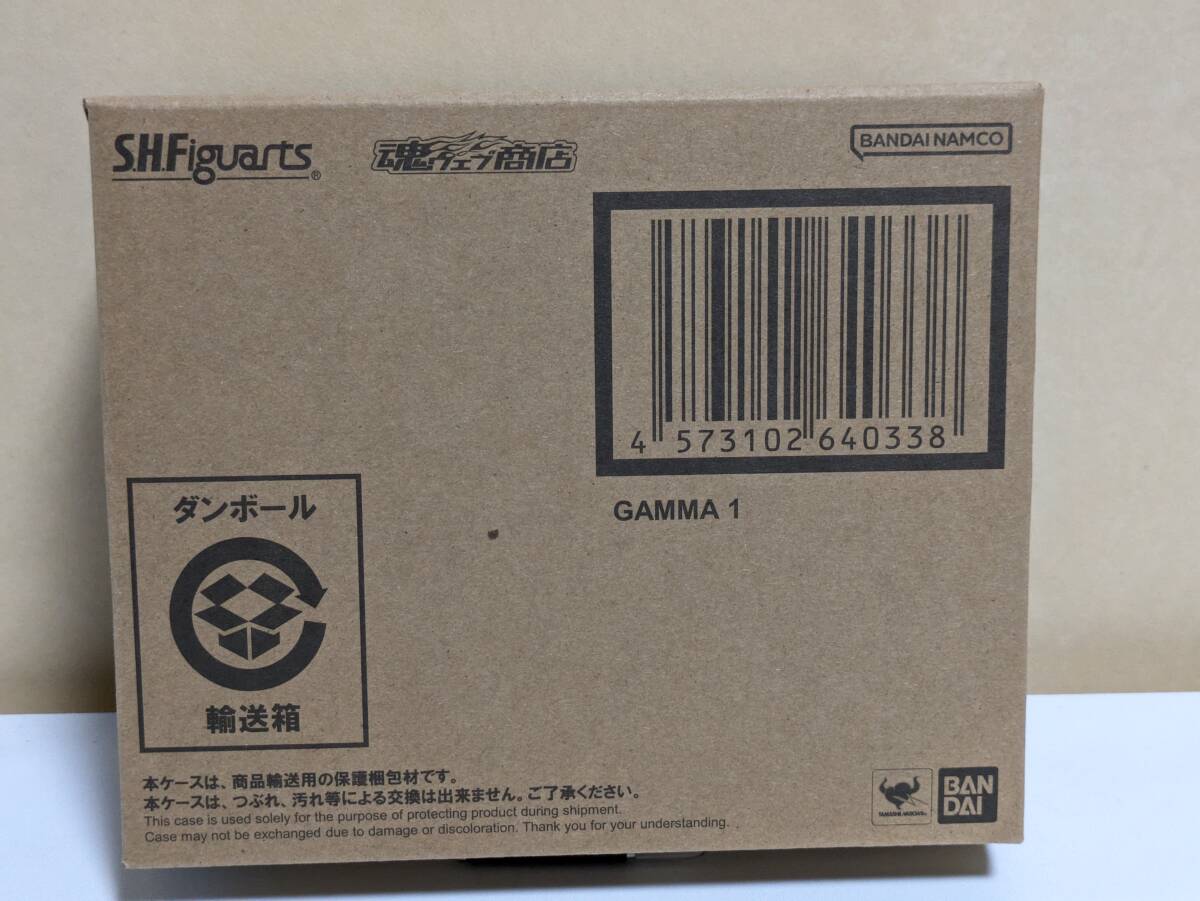 S.H.Figuarts®
魂ウェブ商店
BANDAI NAMCO
4 573102 640338
GAMMA 1
ダンボール
輸送箱
本ケースは、商品輸送用の保護梱包材です。
本ケースは、つぶれ、汚れ等による交換は出来ません。ご了承ください。
This case is used solely for the purpose of protecting product during shipment.
Case may not be exchanged due to damage or discoloration. Thank you for your understanding.
TAMASHII NATIONS
BAN
DAI